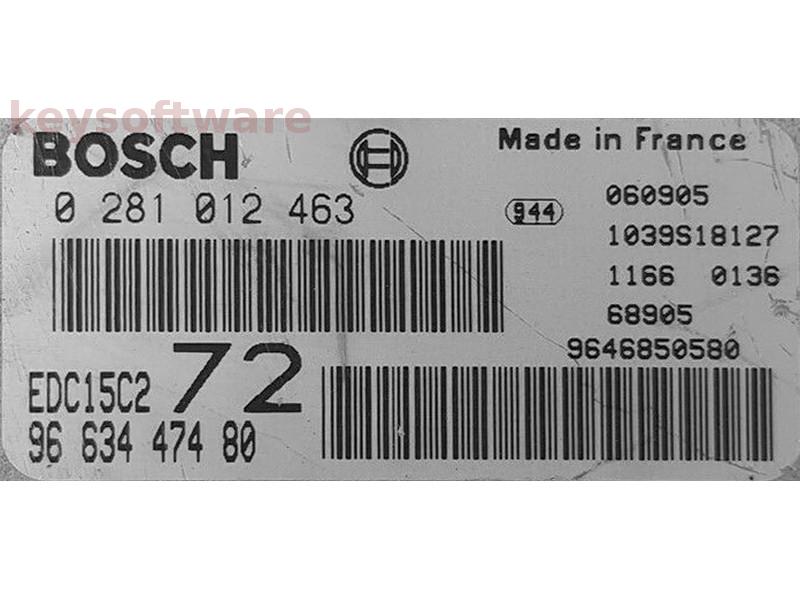 keysoftware
BOSCH
Made in France
0 281 012 463
944
060905
1039S18127
1166 0136
68905
9646850580
EDC15C2 72
96 634 474 80